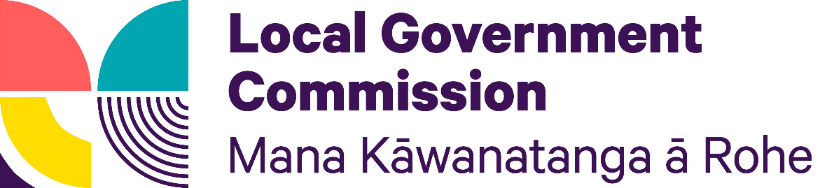 Local Government
Commission
Mana Kāwanatanga ā Rohe